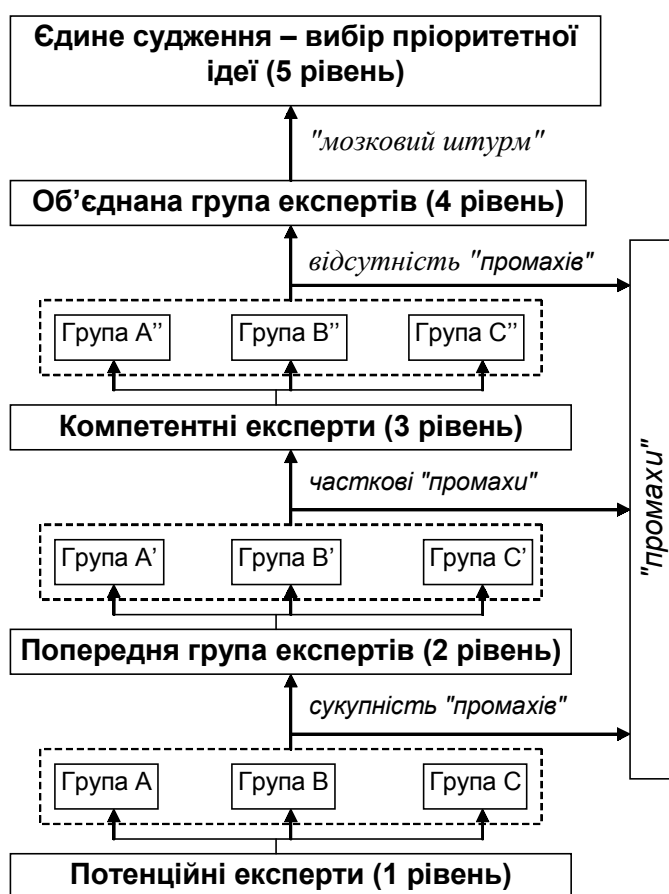 Єдине судження – вибір пріоритетної
ідеї (5 рівень)
"мозковий штурм"
Об’єднана група експертів (4 рівень)
відсутність "промахів"
Група A’’
Група B’’
Група C’’
Компетентні експерти (3 рівень)
часткові "промахи"
"промахи"
Група A’
Група B’
Група C’
Попередня група експертів (2 рівень)
сукупність "промахів"
Група A
Група B
Група C
Потенційні експерти (1 рівень)